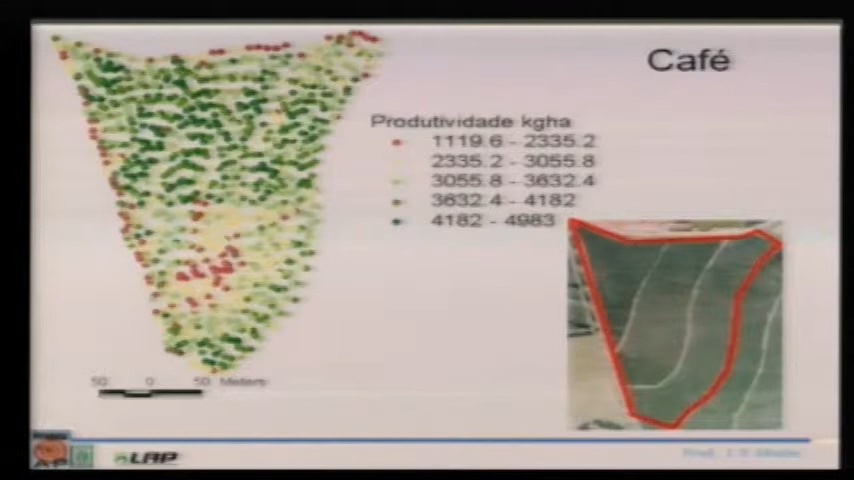 Café
Produtividade kgha
1119.6 - 2335.2
2335.2 - 3055.8
3055.8 - 3632.4
3632.4 - 4182
4182 - 4983
50 0 50 Meters
LAP
Prof.